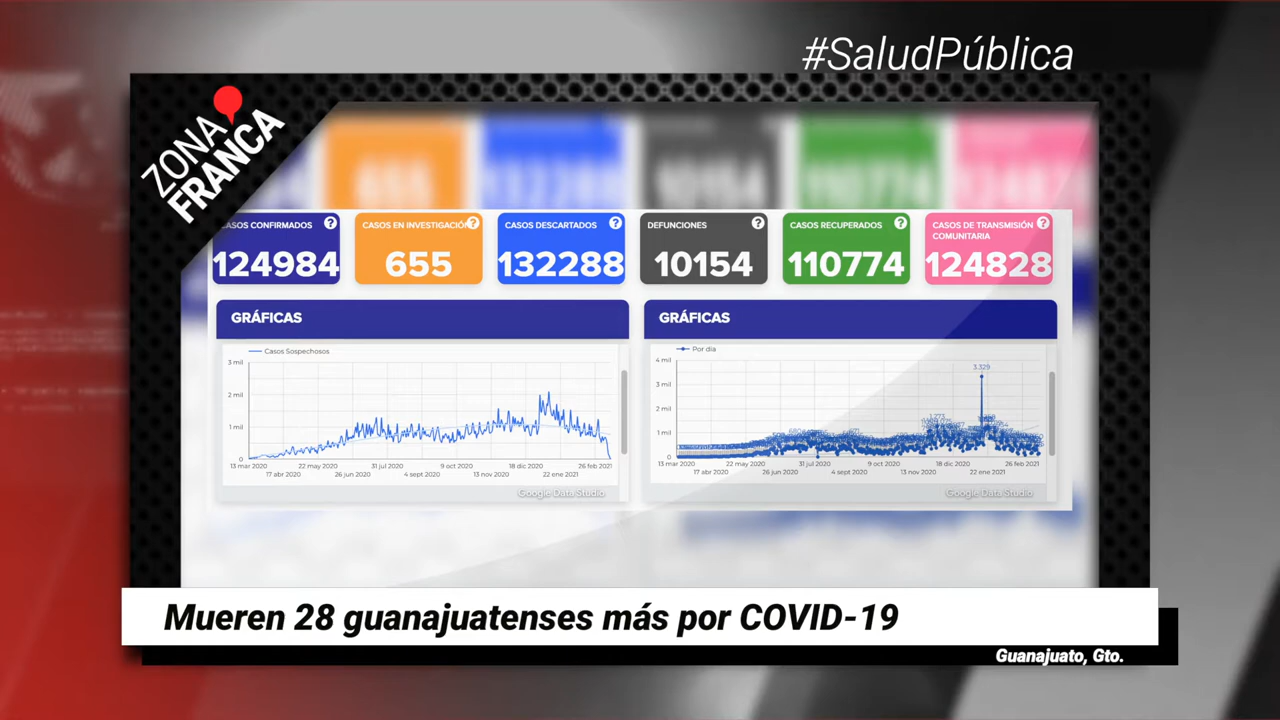 #SaludPública
ZONA
FRANCA
CASOS CONFIRMADOS ?
124984
CASOS EN INVESTIGACIÓN ?
655
CASOS DESCARTADOS ?
132288
DEFUNCIONES ?
10154
CASOS RECUPERADOS ?
110774
CASOS DE TRANSMISIÓN ?
COMUNITARIA
124828
GRÁFICAS
Casos Sospechosos
3 mil
2 mil
1 mil
0
13 mar 2020 22 may 2020 31 jul 2020 9 oct 2020 18 dic 2020 26 feb 2021
17 abr 2020 26 jun 2020 4 sept 2020 13 nov 2020 22 ene 2021
Google Data Studio
GRÁFICAS
Por día
4 mil
3 mil
2 mil
1 mil
0
3.329
1.273
13 mar 2020 22 may 2020 31 jul 2020 9 oct 2020 18 dic 2020 26 feb 2021
17 abr 2020 26 jun 2020 4 sept 2020 13 nov 2020 22 ene 2021
Google Data Studio
Mueren 28 guanajuatenses más por COVID-19
Guanajuato, Gto.